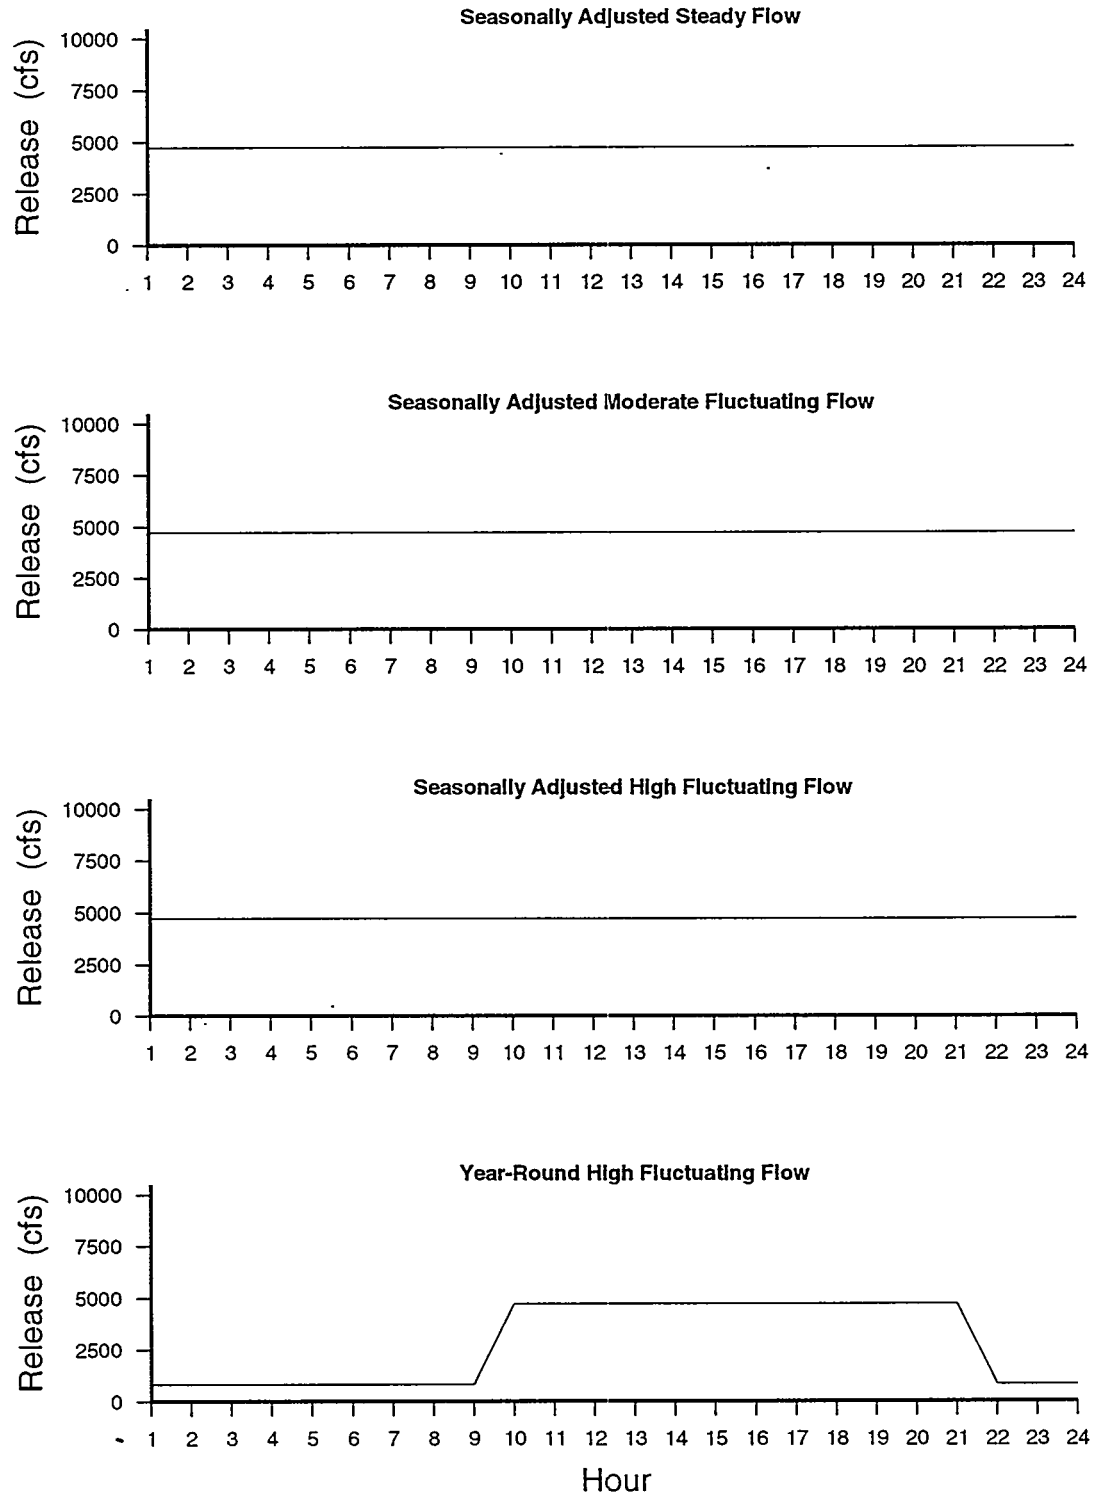 Seasonally Adjusted Steady Flow
Release (cfs)
10000
7500
5000
2500
0
1 2 3 4 5 6 7 8 9 10 11 12 13 14 15 16 17 18 19 20 21 22 23 24
Seasonally Adjusted Moderate Fluctuating Flow
Release (cfs)
10000
7500
5000
2500
0
1 2 3 4 5 6 7 8 9 10 11 12 13 14 15 16 17 18 19 20 21 22 23 24
Seasonally Adjusted High Fluctuating Flow
Release (cfs)
10000
7500
5000
2500
0
1 2 3 4 5 6 7 8 9 10 11 12 13 14 15 16 17 18 19 20 21 22 23 24
Year-Round High Fluctuating Flow
Release (cfs)
10000
7500
5000
2500
0
1 2 3 4 5 6 7 8 9 10 11 12 13 14 15 16 17 18 19 20 21 22 23 24
Hour